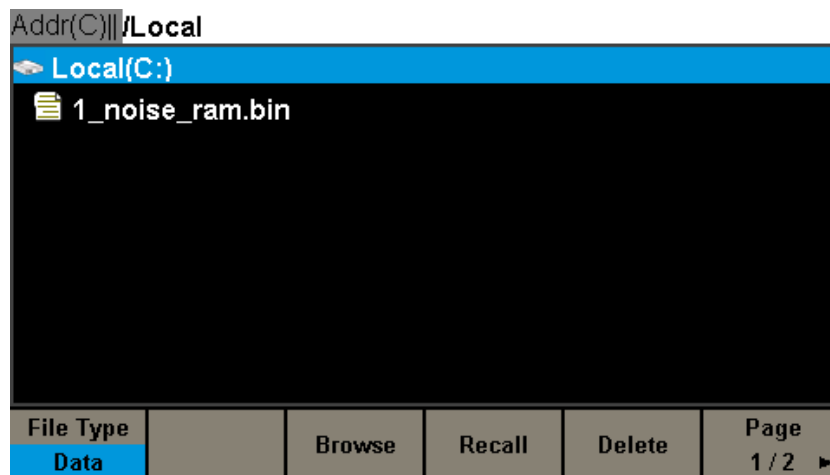 Addr(C)|| /Local
Local(C:)
1_noise_ram.bin
File Type
Data
Browse
Recall
Delete
Page
1/2